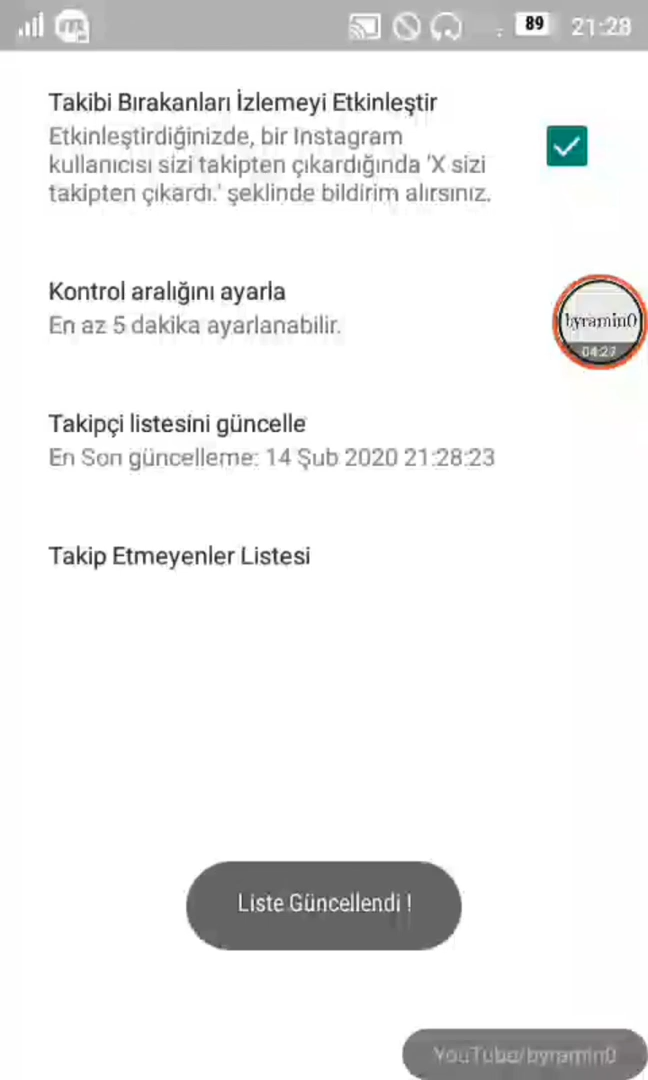 89 21:28
Takibi Bırakanları İzlemeyi Etkinleştir
Etkinleştirdiğinizde, bir Instagram
kullanıcısı sizi takipten çıkardığında 'X sizi
takipten çıkardı.' şeklinde bildirim alırsınız.
Kontrol aralığını ayarla
En az 5 dakika ayarlanabilir.
byramin0
04:27
Takipçi listesini güncelle
En Son güncelleme: 14 Şub 2020 21:28:23
Takip Etmeyenler Listesi
Liste Güncellendi !
YouTube/byramin0